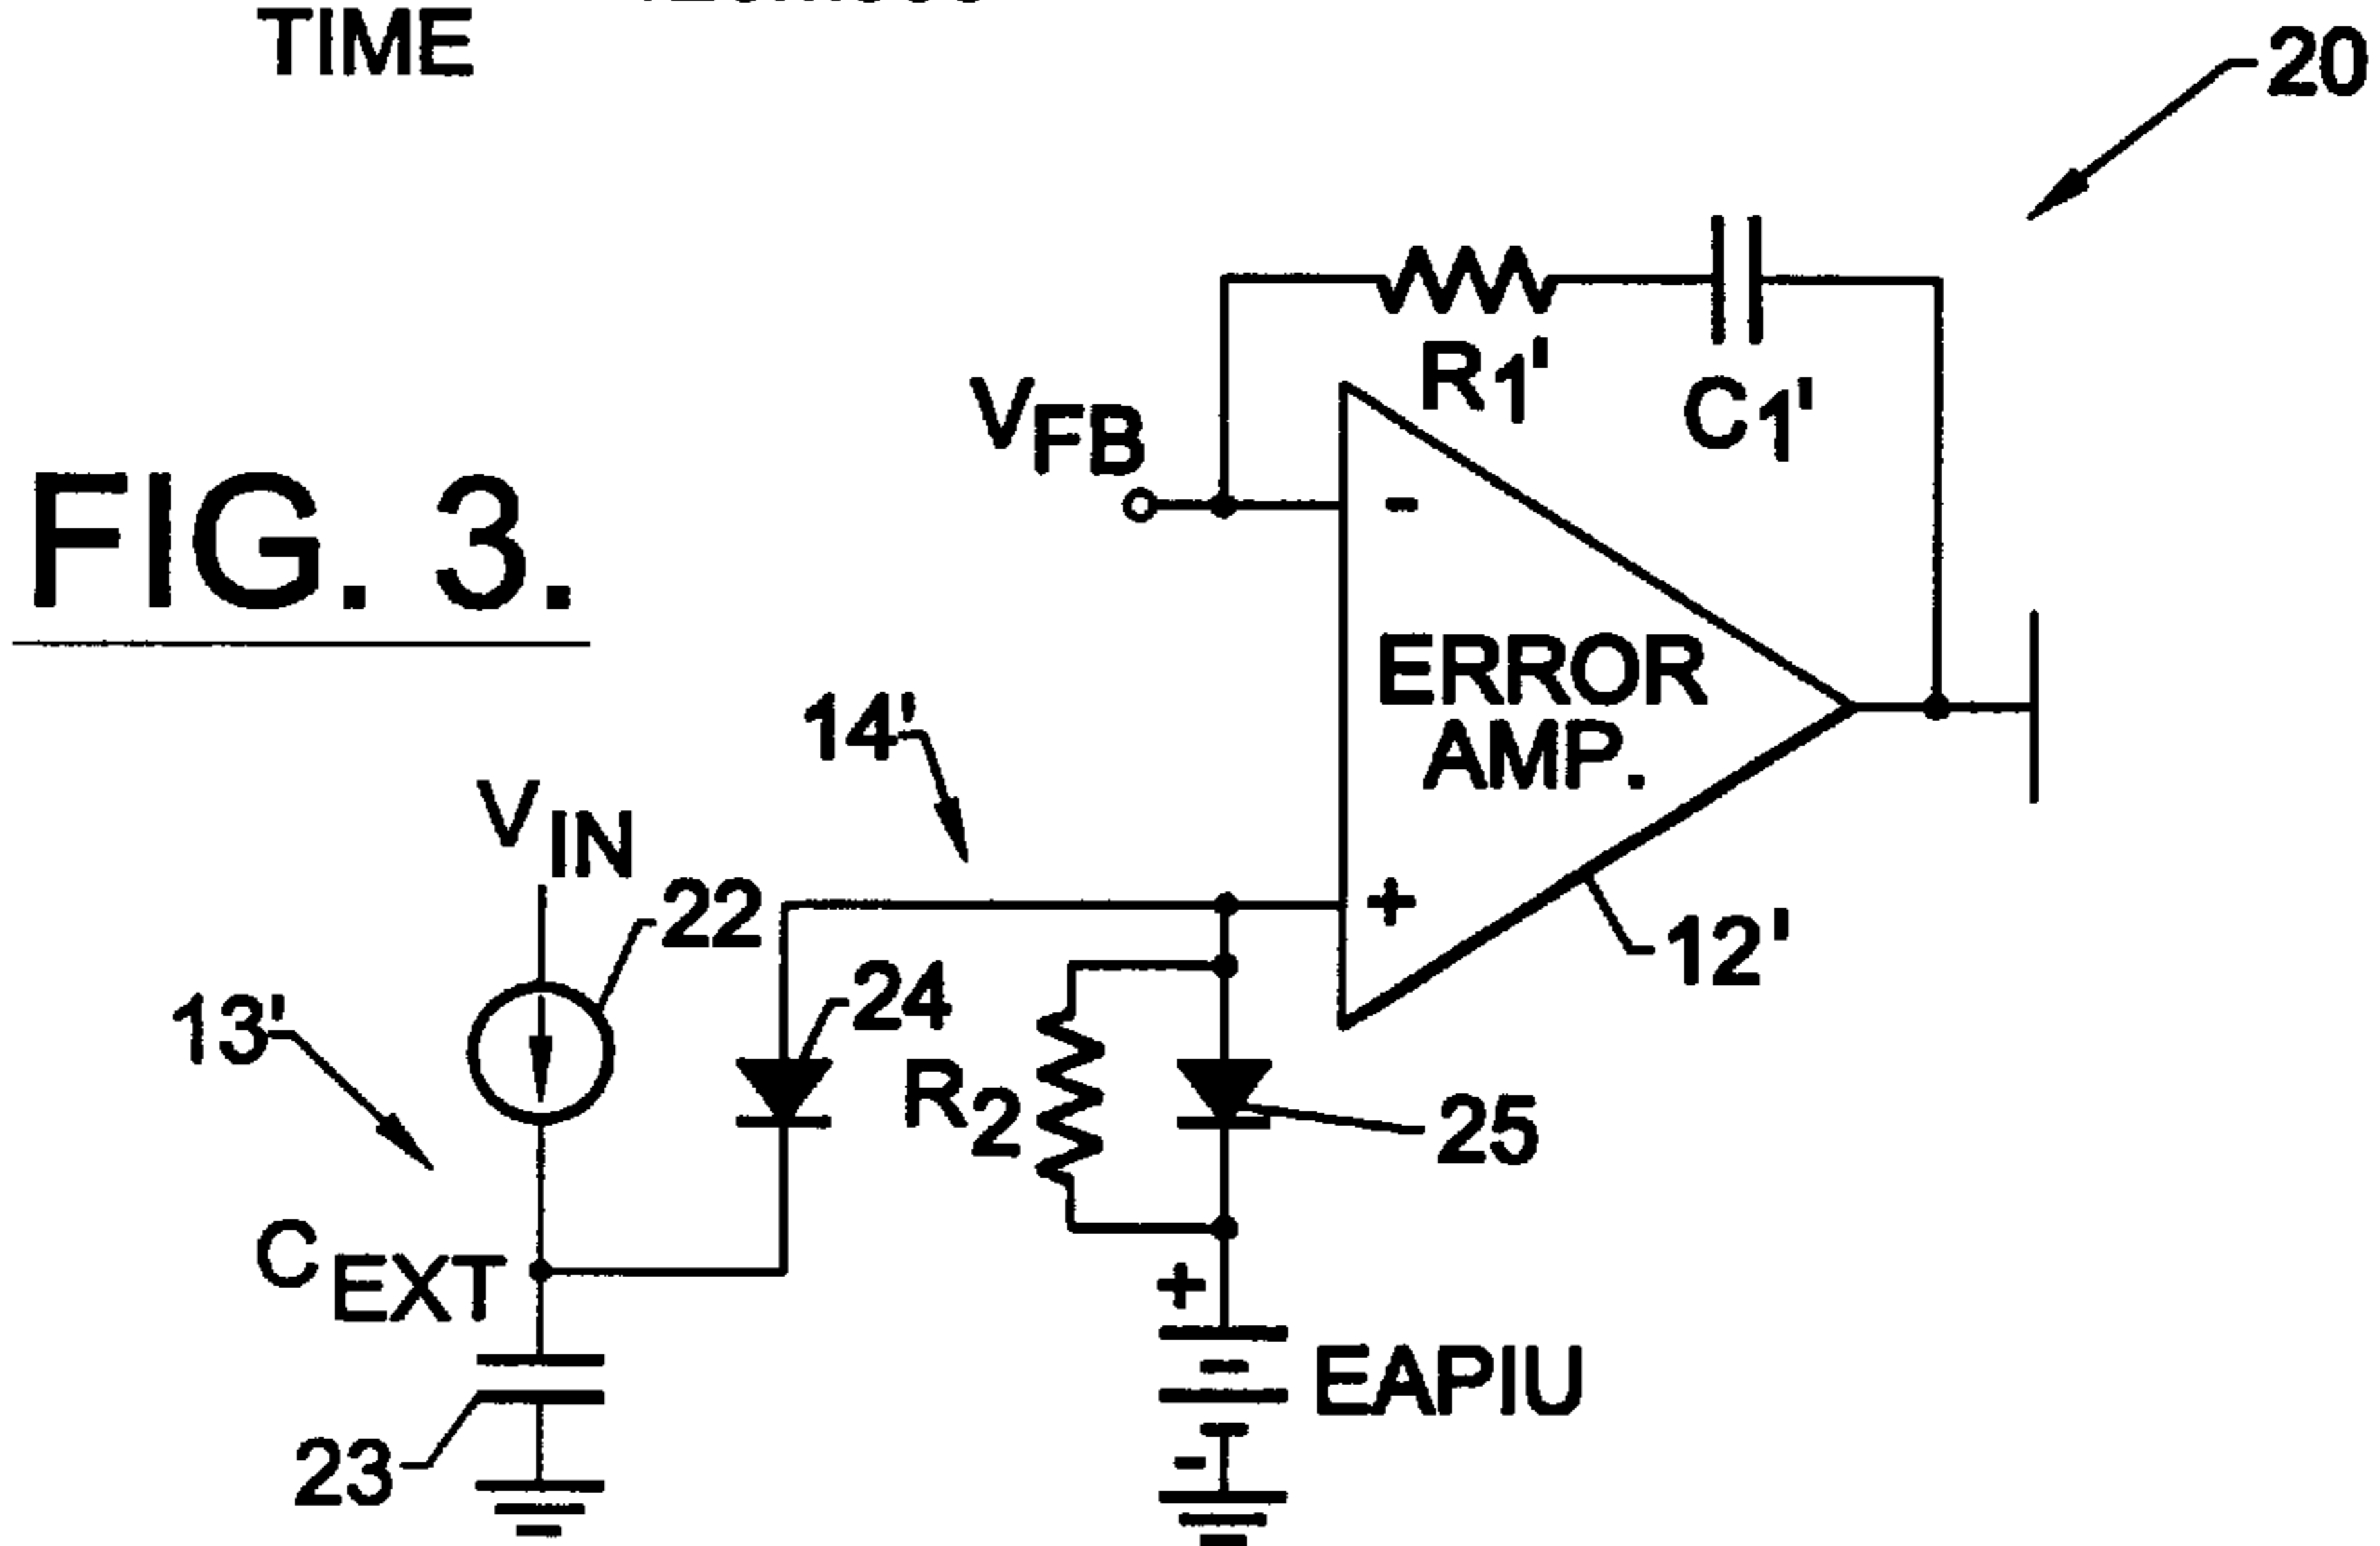 TIME
20
R1'
C1'
VFB
-
FIG. 3.
ERROR
AMP.
14'
VIN
22
+
12'
24
13'
R2
25
CEXT
+
EAPIU
23
-